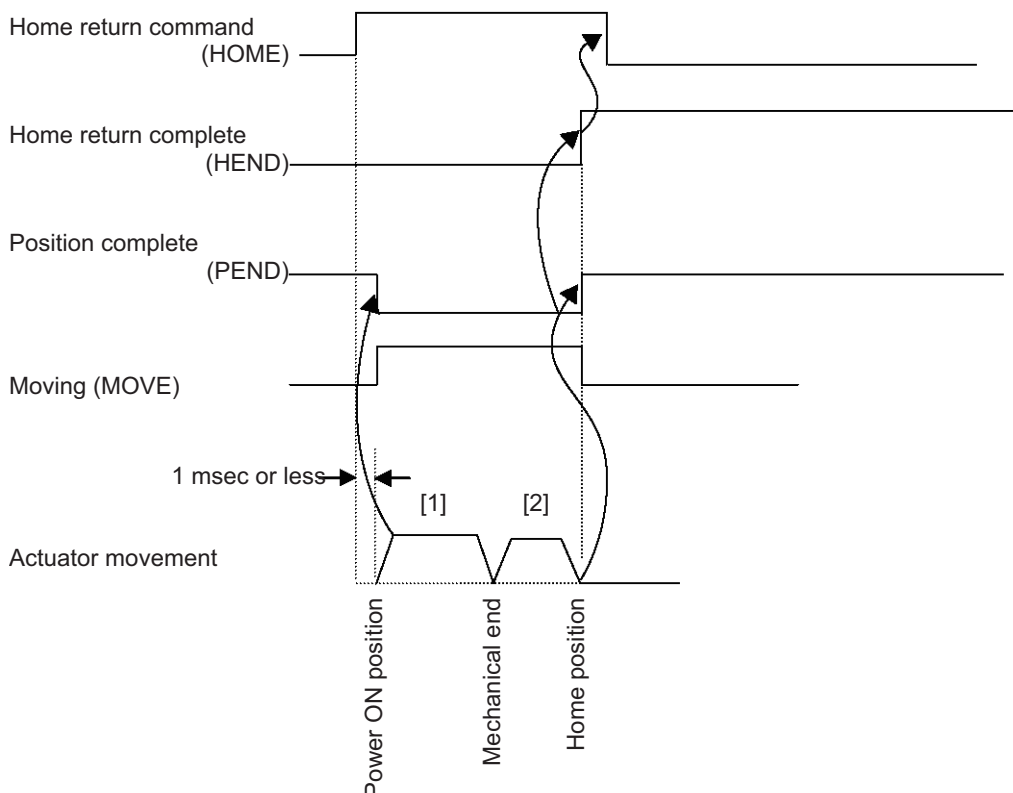 Home return command
(HOME)
Home return complete
(HEND)
Position complete
(PEND)
Moving (MOVE)
1 msec or less
[1]
[2]
Actuator movement
Power ON position
Mechanical end
Home position